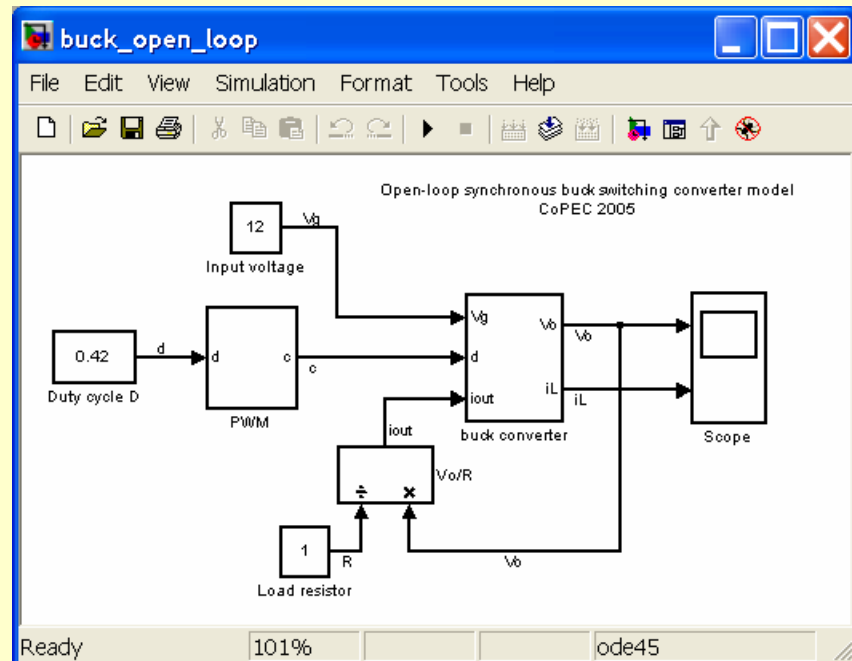 buck_open_loop
File Edit View Simulation Format Tools Help
Open-loop synchronous buck switching converter model
CoPEC 2005
12
Vg
Input voltage
0.42
d
Duty cycle D
d
c
PWM
c
Vg
d
iout
Vo
iL
buck converter
Vo
iL
Scope
iout
÷
×
Vo/R
1
R
Load resistor
Vo
Ready 101% ode45